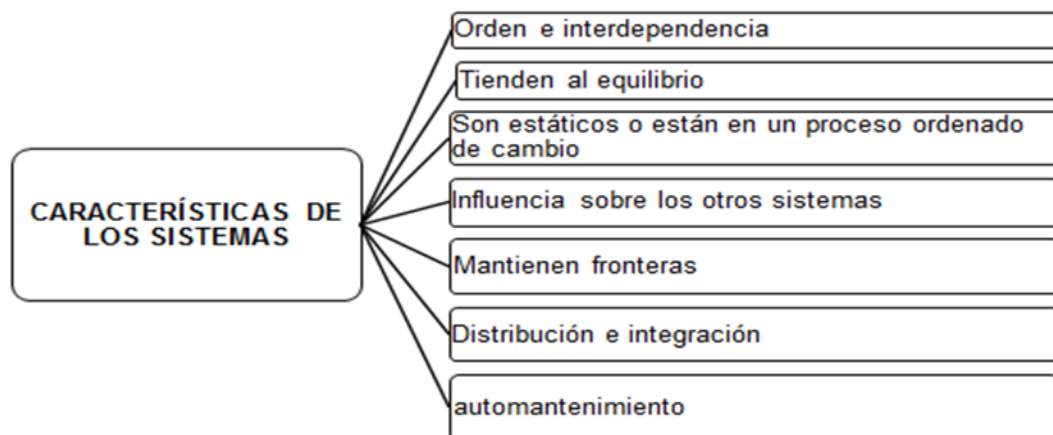 CARACTERÍSTICAS DE
LOS SISTEMAS
Orden e interdependencia
Tienden al equilibrio
Son estáticos o están en un proceso ordenado
de cambio
Influencia sobre los otros sistemas
Mantienen fronteras
Distribución e integración
automantenimiento